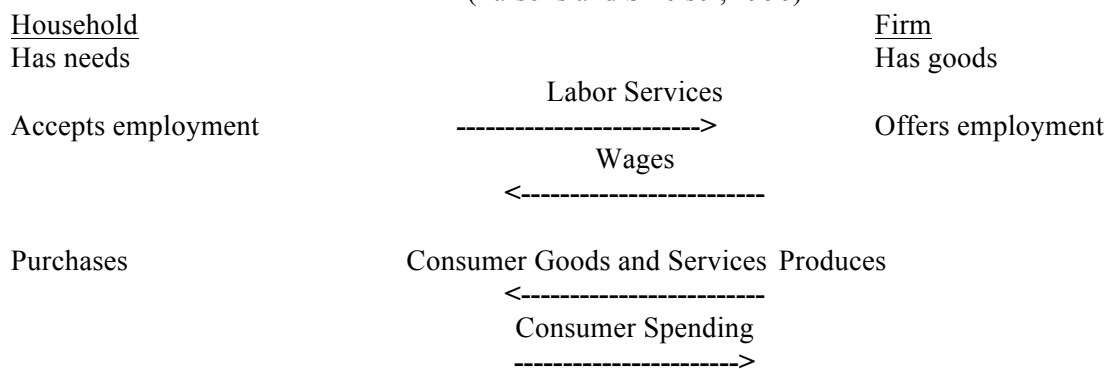 Household Firm
Has needs Has goods
Labor Services
Accepts employment -------------------------> Offers employment
Wages
<-------------------------
Purchases Consumer Goods and Services Produces
<-------------------------
Consumer Spending
----------------------->